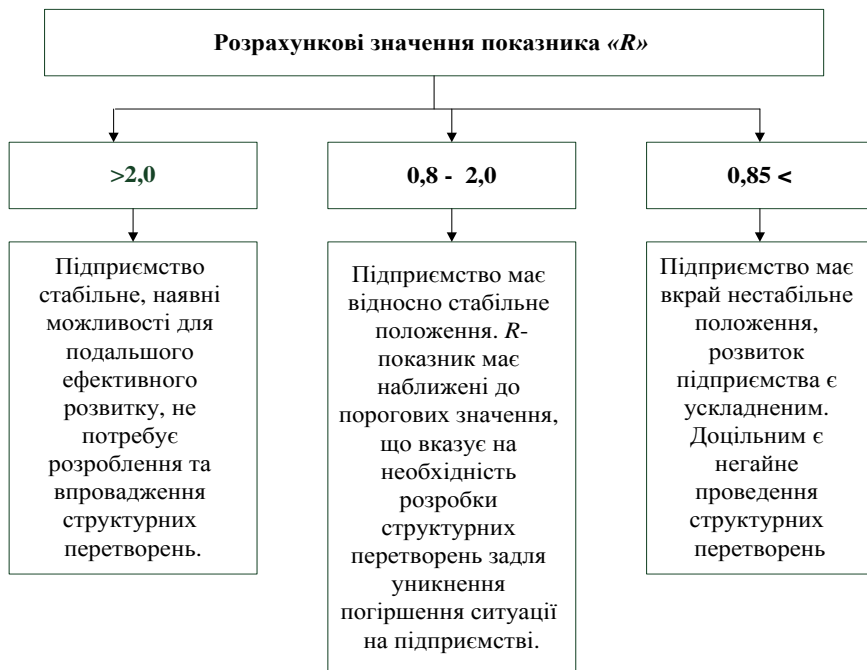 Розрахункові значення показника «R»
>2,0
0,8 - 2,0
0,85 <
Підприємство
стабільне, наявні
можливості для
подальшого
ефективного
розвитку, не
потребує
розроблення та
впровадження
структурних
перетворень.
Підприємство має
відносно стабільне
положення. R-
показник має
наближені до
порогових значення,
що вказує на
необхідність
розробки
структурних
перетворень задля
уникнення
погіршення ситуації
на підприємстві.
Підприємство має
вкрай нестабільне
положення,
розвиток
підприємства є
ускладненим.
Доцільним є
негайне
проведення
структурних
перетворень